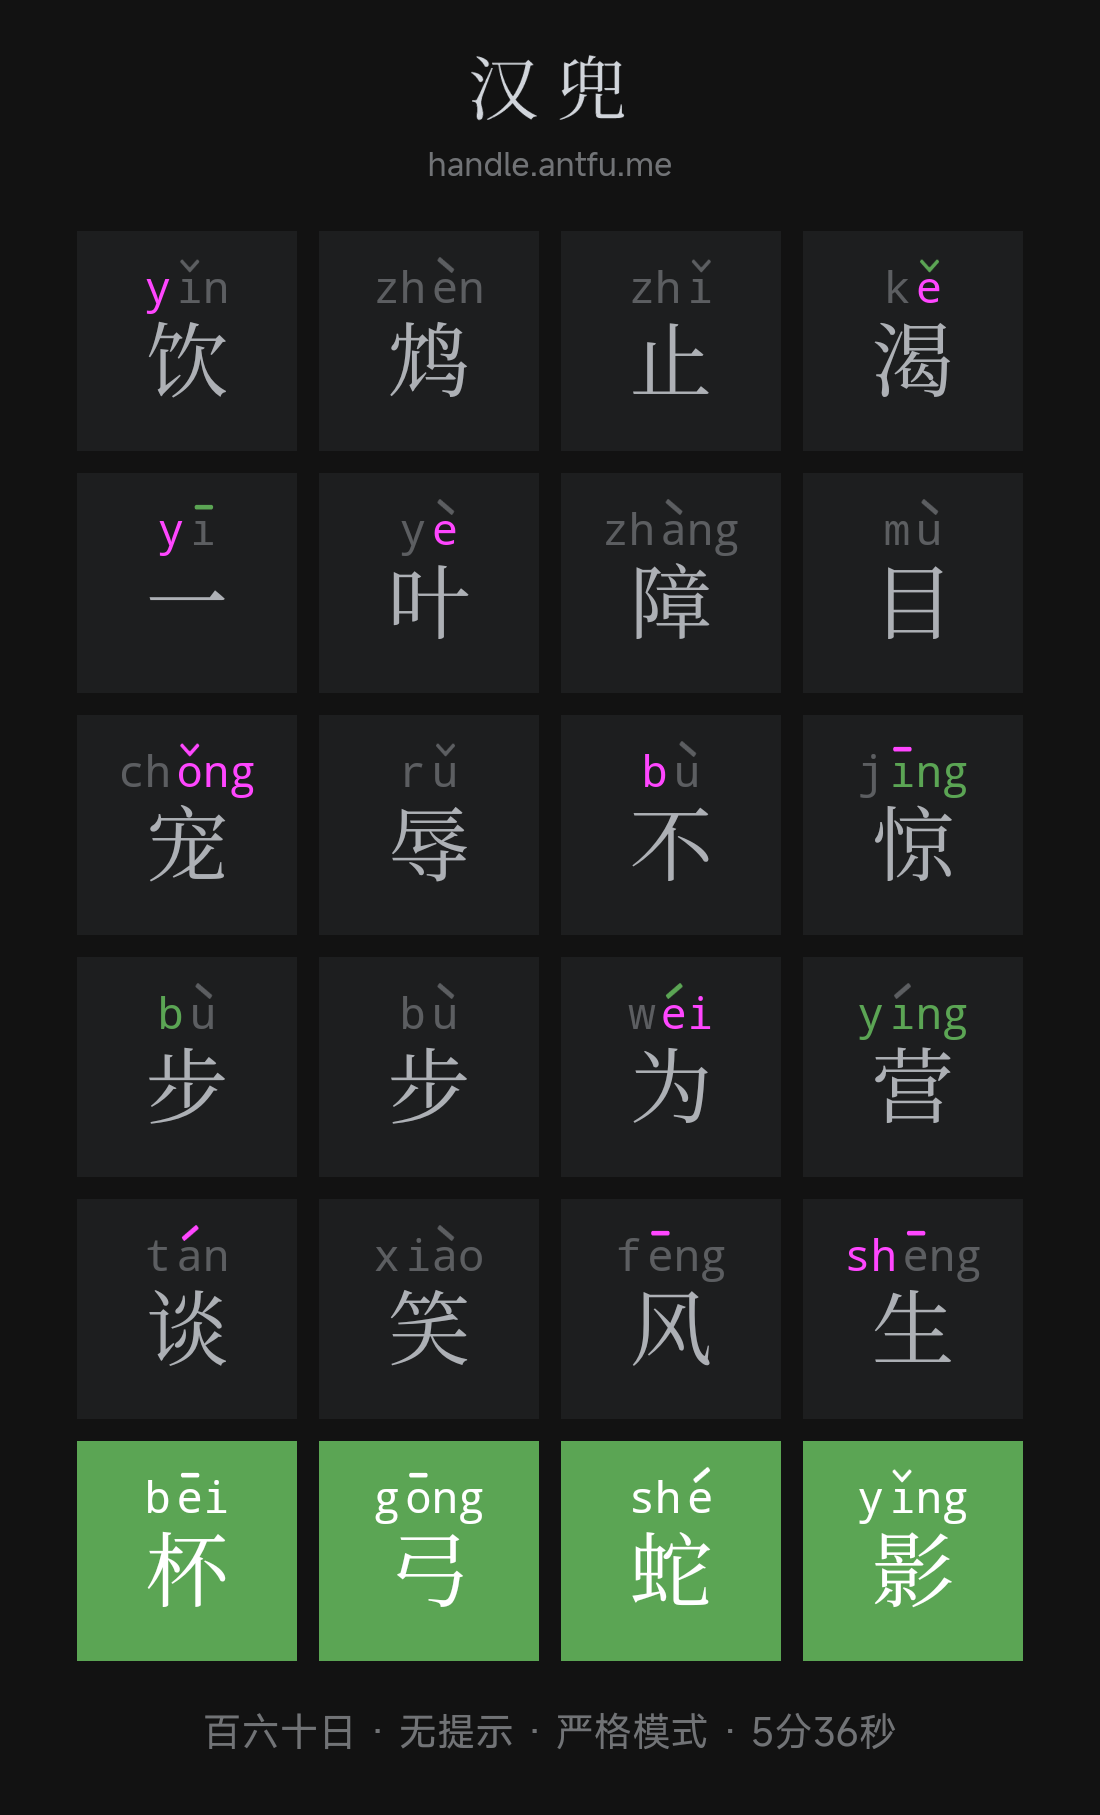 汉兜
handle.antfu.me
yǐn zhèn zhǐ kě
饮鸩止渴
yī yè zhàng mù
一叶障目
chǒng rǔ bù jīng
宠辱不惊
bù bù wéi yíng
步步为营
tán xiào fēng shēng
谈笑风生
bēi gōng shé yǐng
杯弓蛇影
百六十日 · 无提示 · 严格模式 · 5分36秒